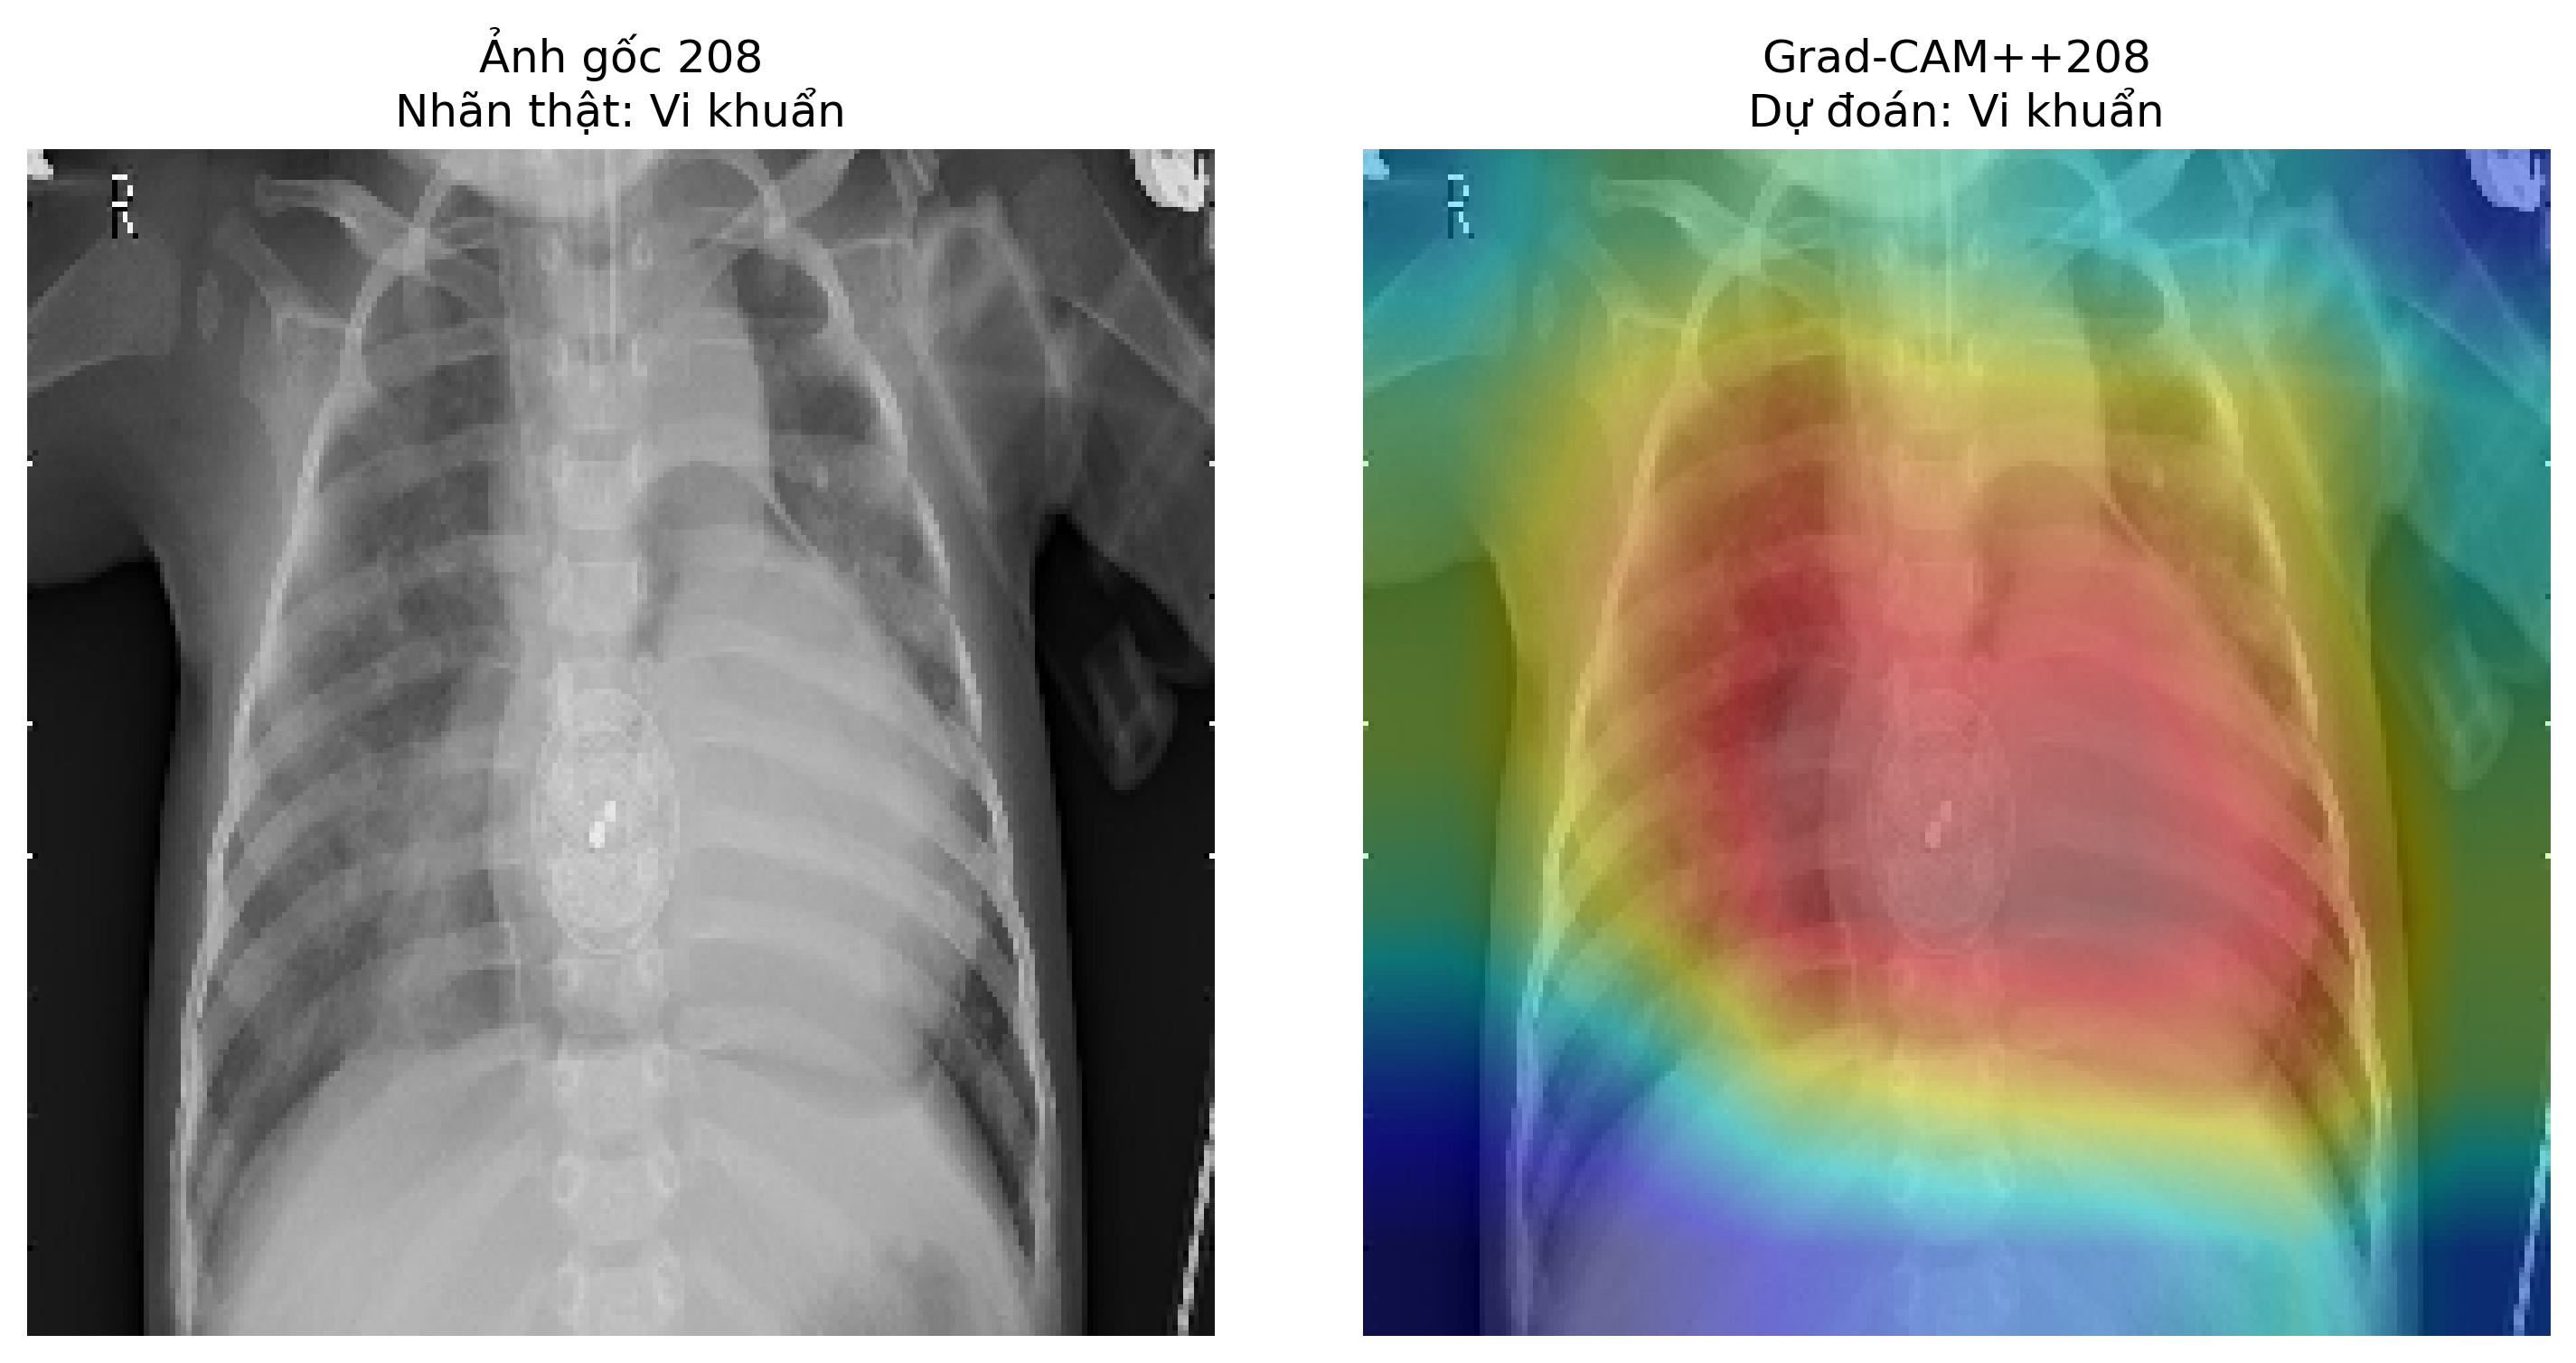 Ảnh gốc 208
Nhãn thật: Vi khuẩn
Grad-CAM++208
Dự đoán: Vi khuẩn
R
R